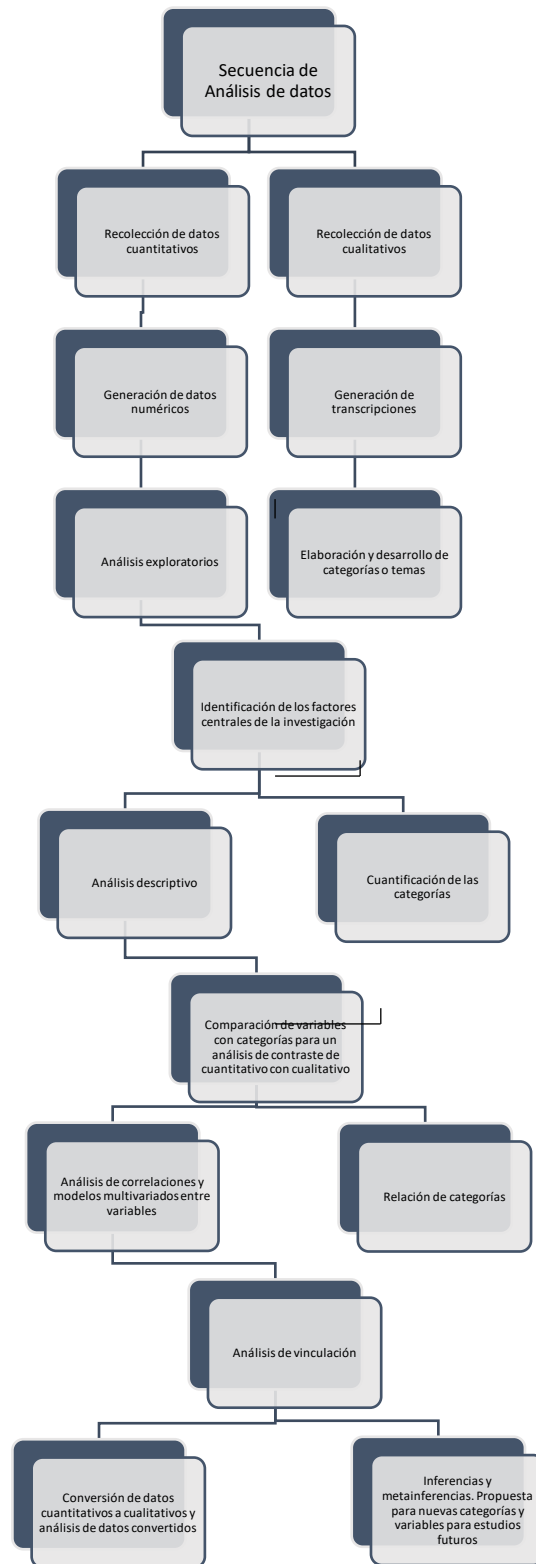 Secuencia de
Análisis de datos
Recolección de datos
cuantitativos
Recolección de datos
cualitativos
Generación de datos
numéricos
Generación de
transcripciones
Análisis exploratorios
Elaboración y desarrollo de
categorías o temas
Identificación de los factores
centrales de la investigación
Análisis descriptivo
Cuantificación de las
categorías
Comparación de variables
con categorías para un
análisis de contraste de
cuantitativo con cualitativo
Análisis de correlaciones y
modelos multivariados entre
variables
Relación de categorías
Análisis de vinculación
Conversión de datos
cuantitativos a cualitativos y
análisis de datos convertidos
Inferencias y
metainferencias. Propuesta
para nuevas categorías y
variables para estudios
futuros